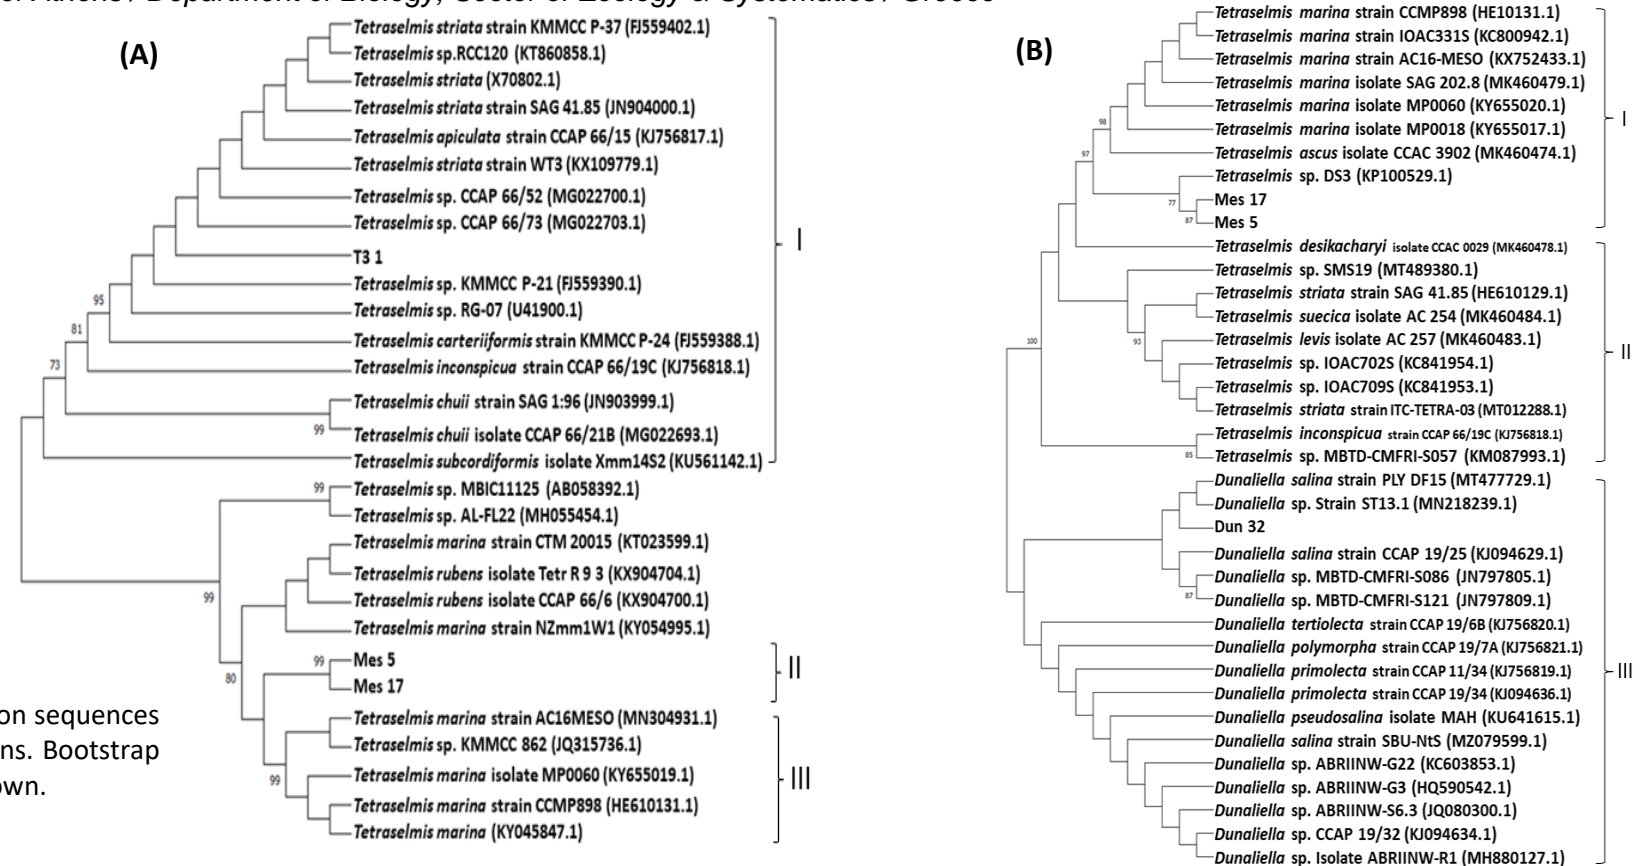 (A)
Tetraselmis striata strain KMMCC P-37 (FJ559402.1)
Tetraselmis sp.RCC120 (KT860858.1)
Tetraselmis striata (X70802.1)
Tetraselmis striata strain SAG 41.85 (JN904000.1)
Tetraselmis apiculata strain CCAP 66/15 (KJ756817.1)
Tetraselmis striata strain WT3 (KX109779.1)
Tetraselmis sp. CCAP 66/52 (MG022700.1)
Tetraselmis sp. CCAP 66/73 (MG022703.1)
T3 1
Tetraselmis sp. KMMCC P-21 (FJ559390.1)
Tetraselmis sp. RG-07 (U41900.1)
Tetraselmis carteriiformis strain KMMCC P-24 (FJ559388.1)
Tetraselmis inconspicua strain CCAP 66/19C (KJ756818.1)
Tetraselmis chuii strain SAG 1:96 (JN903999.1)
Tetraselmis chuii isolate CCAP 66/21B (MG022693.1)
Tetraselmis subcordiformis isolate Xmm14S2 (KU561142.1)
Tetraselmis sp. MBIC11125 (AB058392.1)
Tetraselmis sp. AL-FL22 (MH055454.1)
Tetraselmis marina strain CTM 20015 (KT023599.1)
Tetraselmis rubens isolate Tetr R 9 3 (KX904704.1)
Tetraselmis rubens isolate CCAP 66/6 (KX904700.1)
Tetraselmis marina strain NZmm1W1 (KY054995.1)
Mes 5
Mes 17
Tetraselmis marina strain AC16MESO (MN304931.1)
Tetraselmis sp. KMMCC 862 (JQ315736.1)
Tetraselmis marina isolate MP0060 (KY655019.1)
Tetraselmis marina strain CCMP898 (HE610131.1)
Tetraselmis marina (KY045847.1)
95
81
73
99
99
99
99
80
99
I
II
III
on sequences
ns. Bootstrap
own.
(B)
Tetraselmis marina strain CCMP898 (HE10131.1)
Tetraselmis marina strain IOAC331S (KC800942.1)
Tetraselmis marina strain AC16-MESO (KX752433.1)
Tetraselmis marina isolate SAG 202.8 (MK460479.1)
Tetraselmis marina isolate MP0060 (KY655020.1)
Tetraselmis marina isolate MP0018 (KY655017.1)
Tetraselmis ascus isolate CCAC 3902 (MK460474.1)
Tetraselmis sp. DS3 (KP100529.1)
Mes 17
Mes 5
Tetraselmis desikacharyi isolate CCAC 0029 (MK460478.1)
Tetraselmis sp. SMS19 (MT489380.1)
Tetraselmis striata strain SAG 41.85 (HE610129.1)
Tetraselmis suecica isolate AC 254 (MK460484.1)
Tetraselmis levis isolate AC 257 (MK460483.1)
Tetraselmis sp. IOAC702S (KC841954.1)
Tetraselmis sp. IOAC709S (KC841953.1)
Tetraselmis striata strain ITC-TETRA-03 (MT012288.1)
Tetraselmis inconspicua strain CCAP 66/19C (KJ756818.1)
Tetraselmis sp. MBTD-CMFRI-S057 (KM087993.1)
Dunaliella salina strain PLY DF15 (MT477729.1)
Dunaliella sp. Strain ST13.1 (MN218239.1)
Dun 32
Dunaliella salina strain CCAP 19/25 (KJ094629.1)
Dunaliella sp. MBTD-CMFRI-S086 (JN797805.1)
Dunaliella sp. MBTD-CMFRI-S121 (JN797809.1)
Dunaliella tertiolecta strain CCAP 19/6B (KJ756820.1)
Dunaliella polymorpha strain CCAP 19/7A (KJ756821.1)
Dunaliella primolecta strain CCAP 11/34 (KJ756819.1)
Dunaliella primolecta strain CCAP 19/34 (KJ094636.1)
Dunaliella pseudosalina isolate MAH (KU641615.1)
Dunaliella salina strain SBU-NtS (MZ079599.1)
Dunaliella sp. ABRIINW-G22 (KC603853.1)
Dunaliella sp. ABRIINW-G3 (HQ590542.1)
Dunaliella sp. ABRIINW-S6.3 (JQ080300.1)
Dunaliella sp. CCAP 19/32 (KJ094634.1)
Dunaliella sp. Isolate ABRIINW-R1 (MH880127.1)
98
97
77
87
100
93
85
87
I
II
III